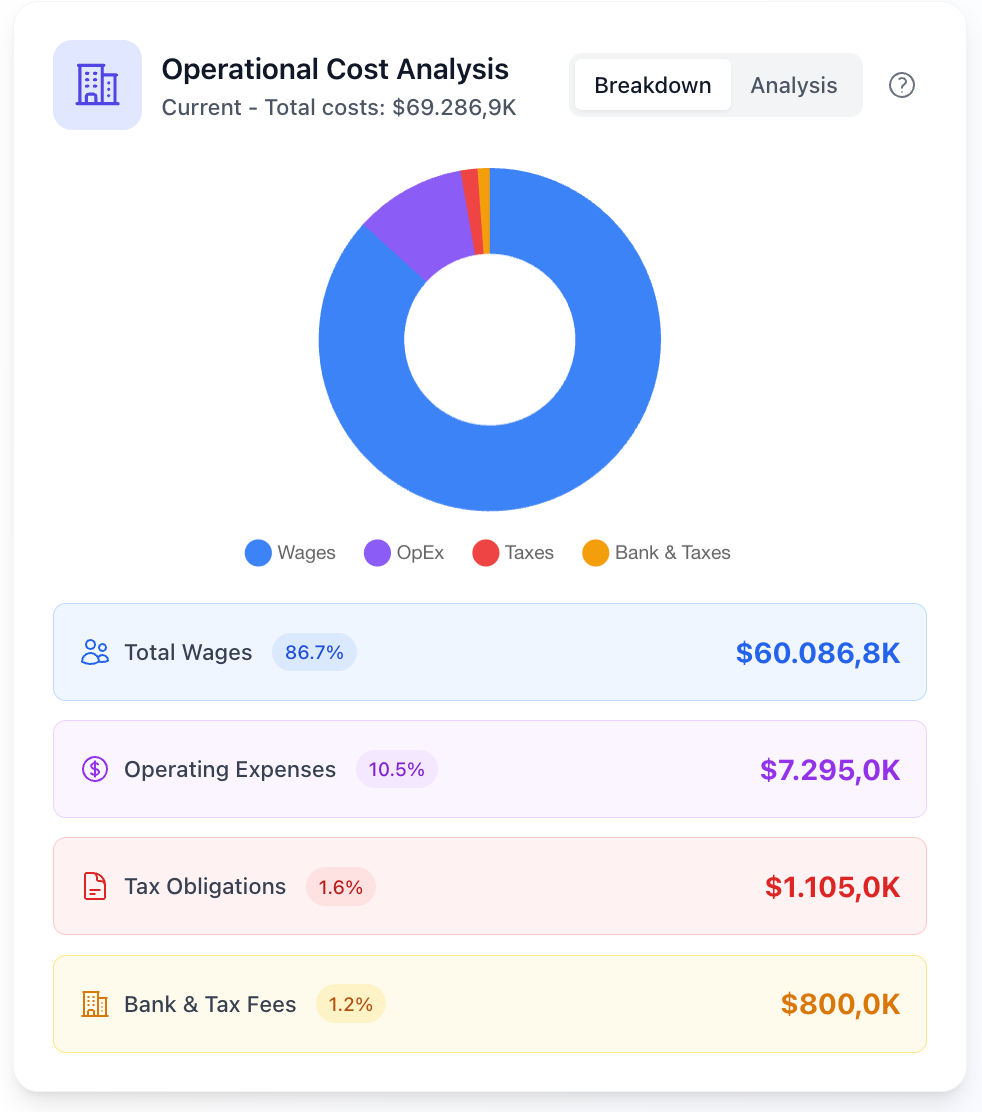 Operational Cost Analysis
Current - Total costs: $69.286,9K
Breakdown Analysis ?
Wages OpEx Taxes Bank & Taxes
Total Wages 86.7% $60.086,8K
$ Operating Expenses 10.5% $7.295,0K
Tax Obligations 1.6% $1.105,0K
Bank & Tax Fees 1.2% $800,0K